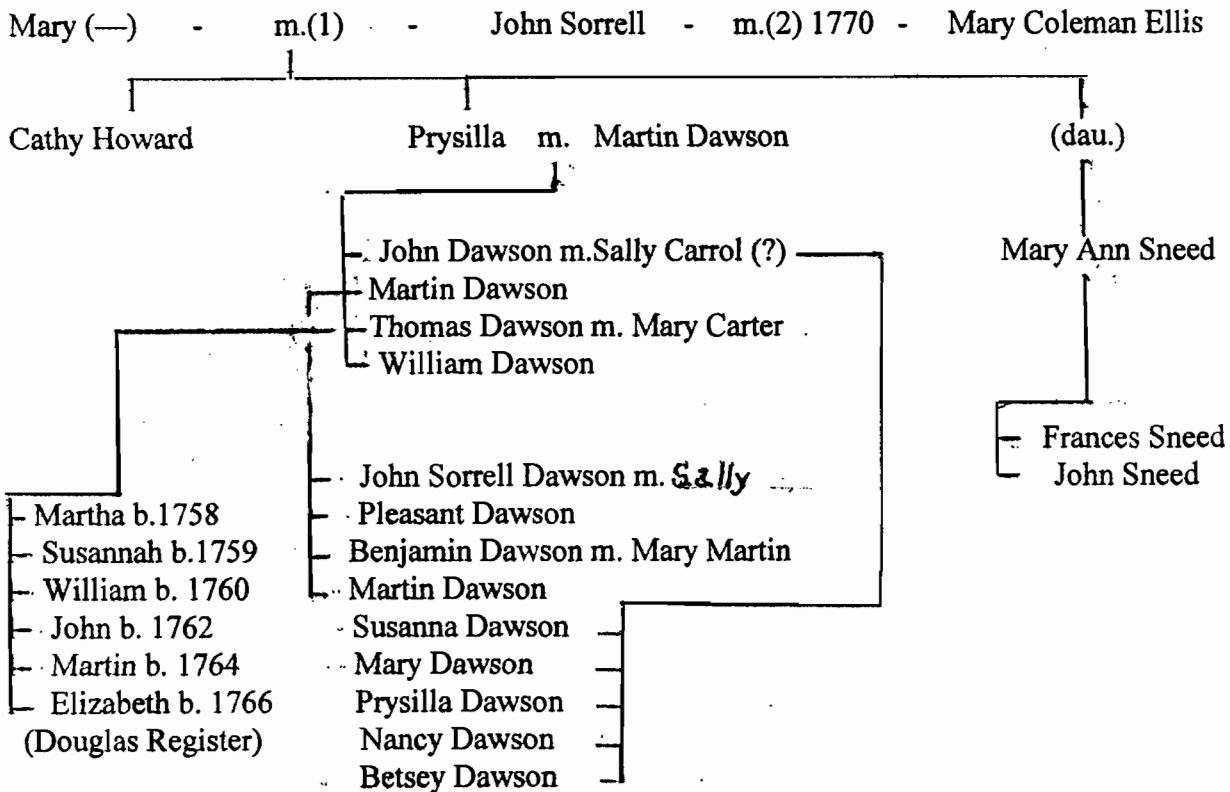 Mary (—) - m.(1) - John Sorrell - m.(2) 1770 - Mary Coleman Ellis
Cathy Howard Prysilla m. Martin Dawson (dau.)
John Dawson m.Sally Carrol (?)
Mary Ann Sneed
Martin Dawson
Thomas Dawson m. Mary Carter
William Dawson
Frances Sneed
John Sneed
John Sorrell Dawson m. Sally
Pleasant Dawson
Benjamin Dawson m. Mary Martin
Martin Dawson
Martha b.1758
Susannah b.1759
William b. 1760
John b. 1762
Martin b. 1764
Elizabeth b. 1766
(Douglas Register)
Susanna Dawson
Mary Dawson
Prysilla Dawson
Nancy Dawson
Betsey Dawson